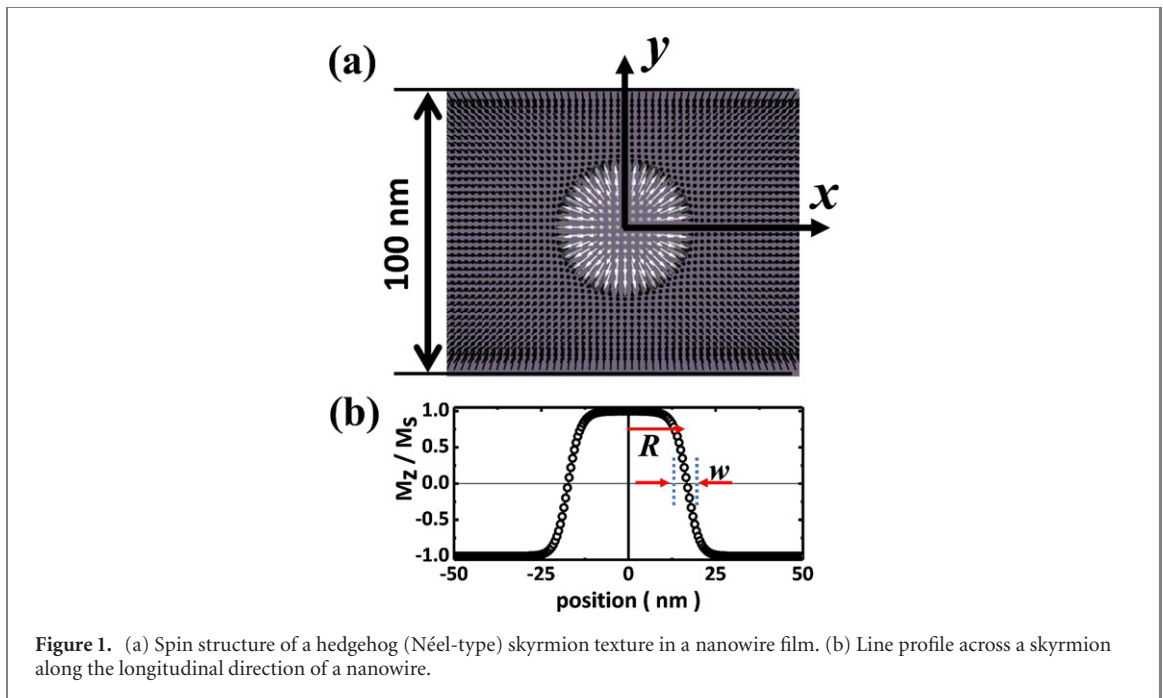 (a)
y
x
100 nm
(b)
M_Z / M_S
1.0
0.5
0.0
-0.5
-1.0
R
w
-50
-25
0
25
50
position ( nm )
Figure 1. (a) Spin structure of a hedgehog (Néel-type) skyrmion texture in a nanowire film. (b) Line profile across a skyrmion
along the longitudinal direction of a nanowire.